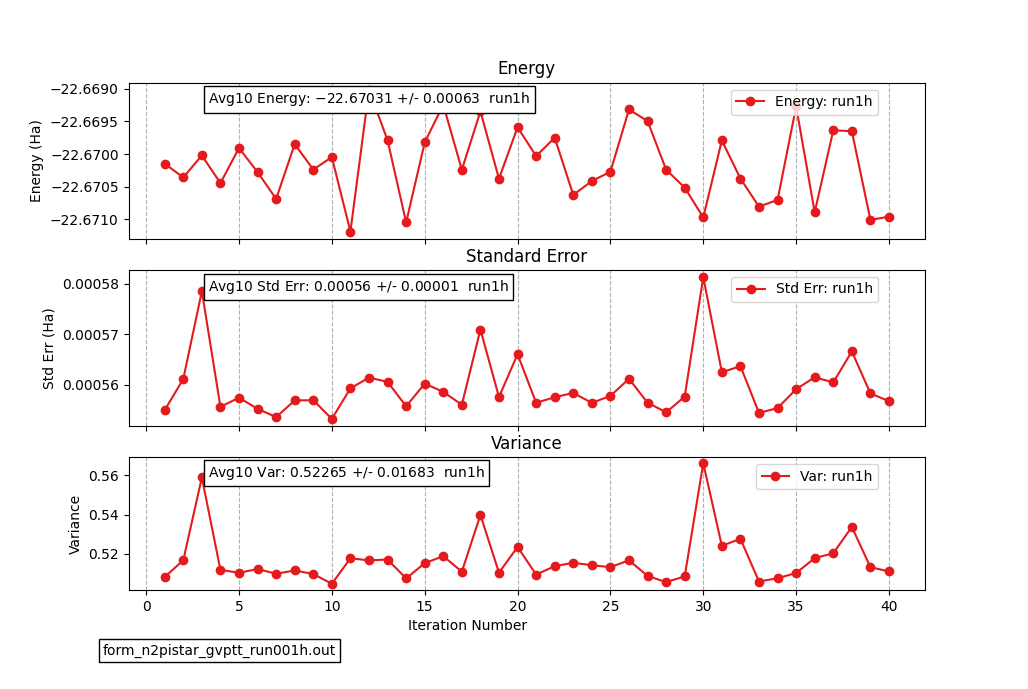 Energy
Avg10 Energy: −22.67031 +/- 0.00063 run1h
Energy: run1h
−22.6690
−22.6695
−22.6700
−22.6705
−22.6710
Energy (Ha)
Standard Error
Avg10 Std Err: 0.00056 +/- 0.00001 run1h
Std Err: run1h
0.00058
0.00057
0.00056
Std Err (Ha)
Variance
Avg10 Var: 0.52265 +/- 0.01683 run1h
Var: run1h
0.56
0.54
0.52
Variance
0 5 10 15 20 25 30 35 40
Iteration Number
form_n2pistar_gvptt_run001h.out